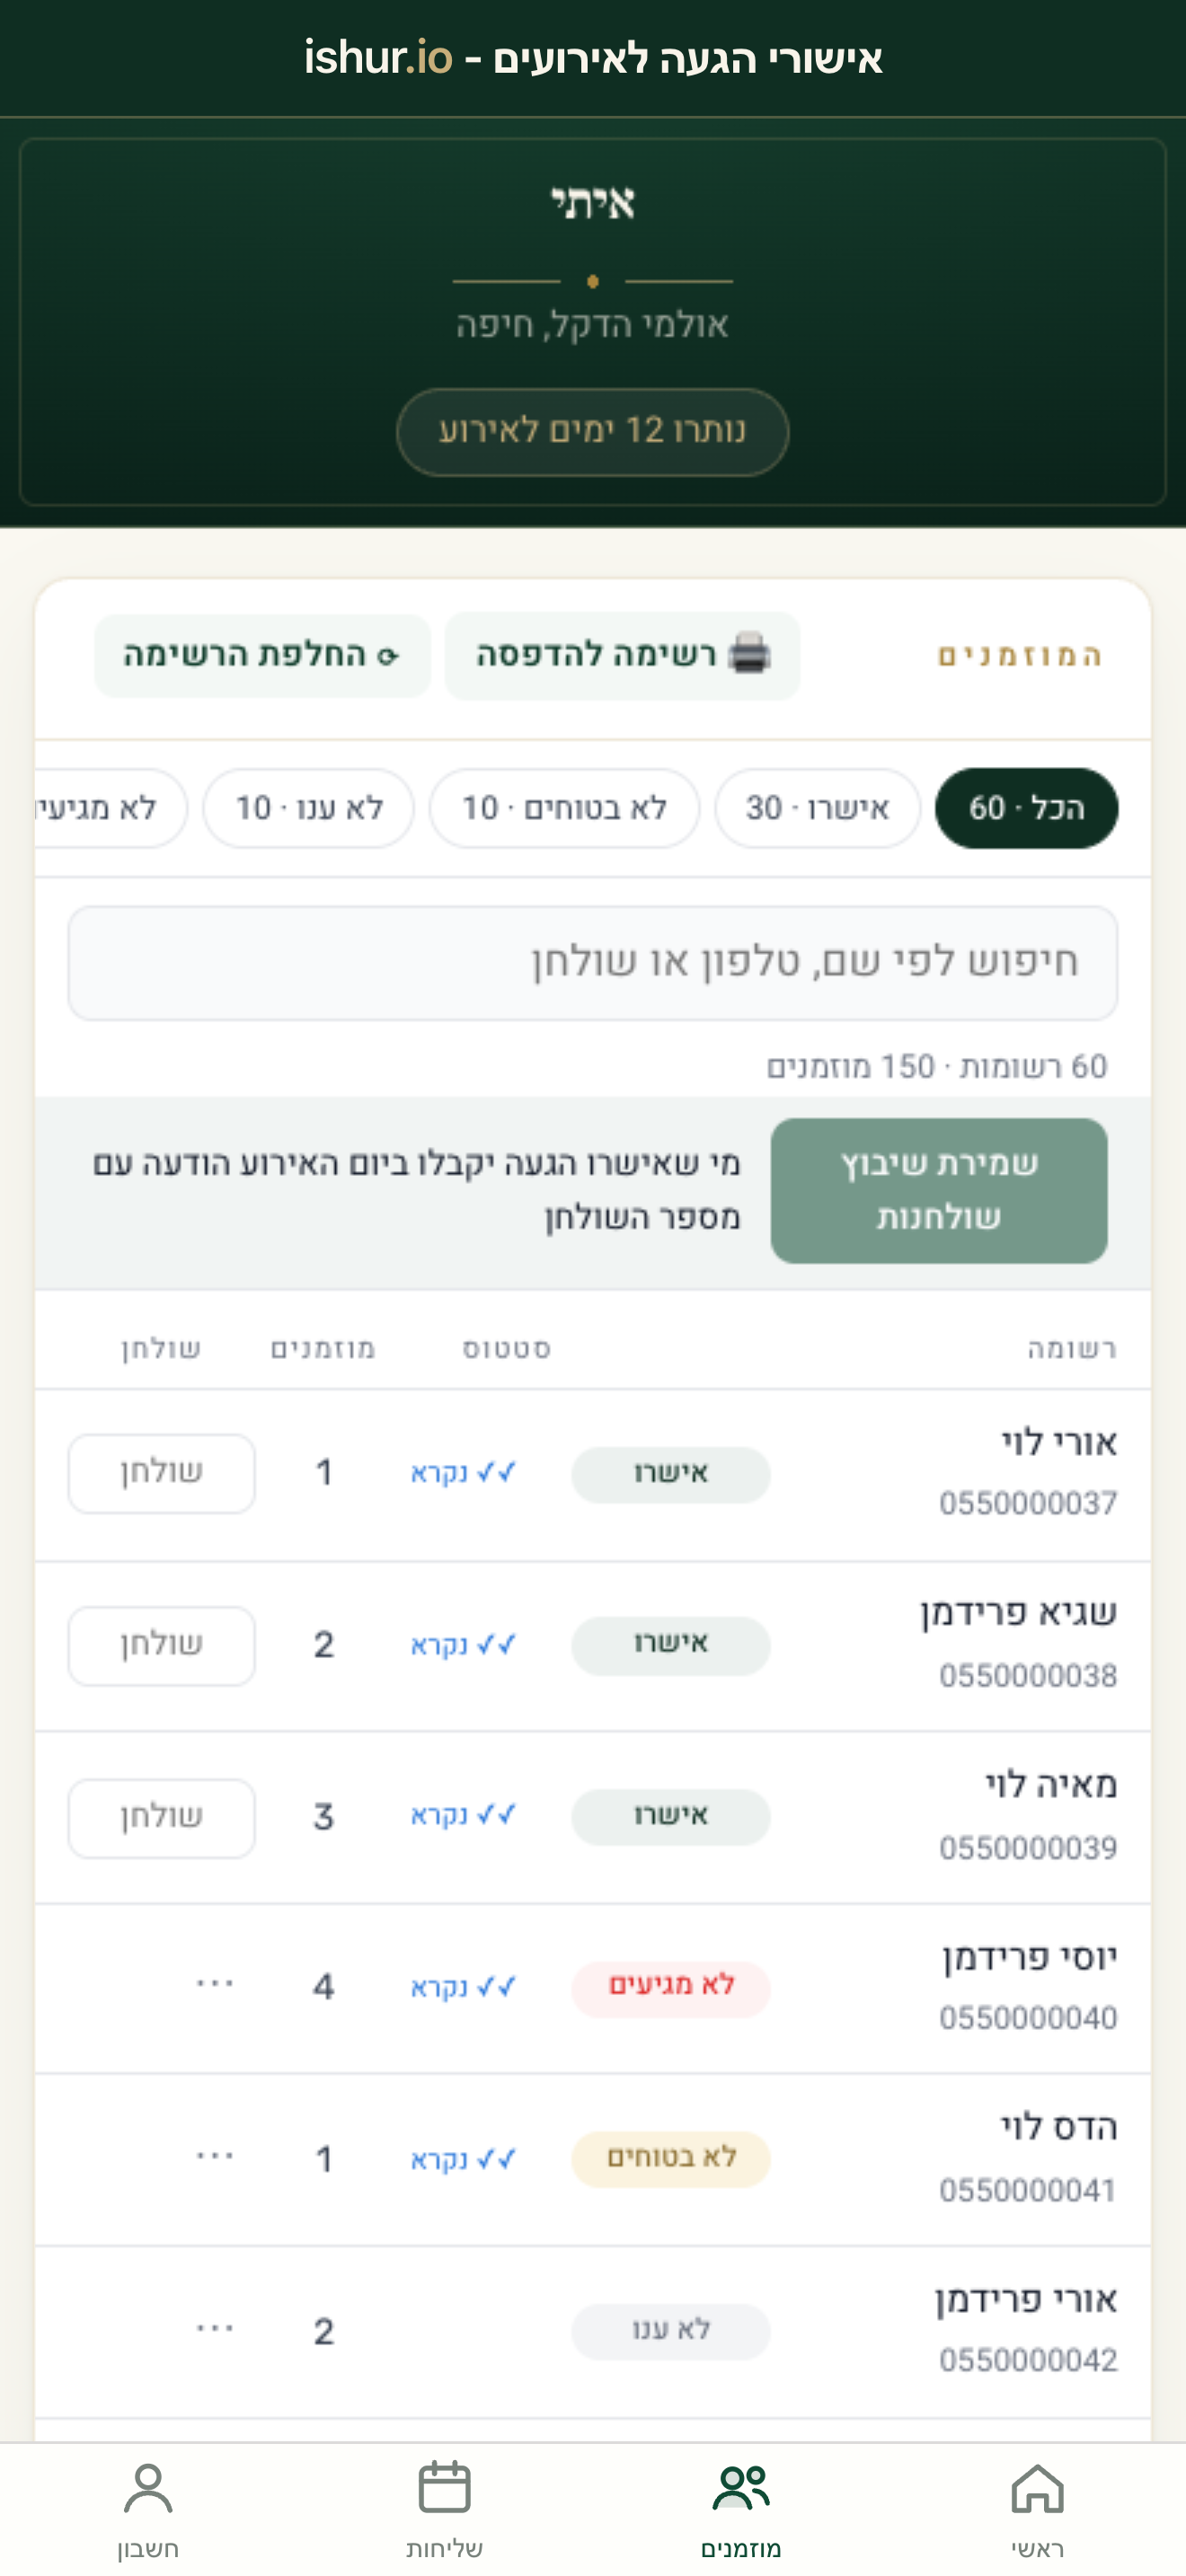 אישורי הגעה לאירועים - ishur.io
איתי
אולמי הדקל, חיפה
נותרו 12 ימים לאירוע
המוזמנים
רשימה להדפסה
החלפת הרשימה
הכל · 60
אישרו · 30
לא בטוחים · 10
לא ענו · 10
לא מגיעי
חיפוש לפי שם, טלפון או שולחן
60 רשומות · 150 מוזמנים
שמירת שיבוץ
שולחנות
מי שאישרו הגעה יקבלו ביום האירוע הודעה עם
מספר השולחן
רשומה סטטוס מוזמנים שולחן
אורי לוי
0550000037
אישרו ✓✓ נקרא 1 שולחן
שגיא פרידמן
0550000038
אישרו ✓✓ נקרא 2 שולחן
מאיה לוי
0550000039
אישרו ✓✓ נקרא 3 שולחן
יוסי פרידמן
0550000040
לא מגיעים ✓✓ נקרא 4 ...
הדס לוי
0550000041
לא בטוחים ✓✓ נקרא 1 ...
אורי פרידמן
0550000042
לא ענו 2 ...
ראשי
מוזמנים
שליחות
חשבון